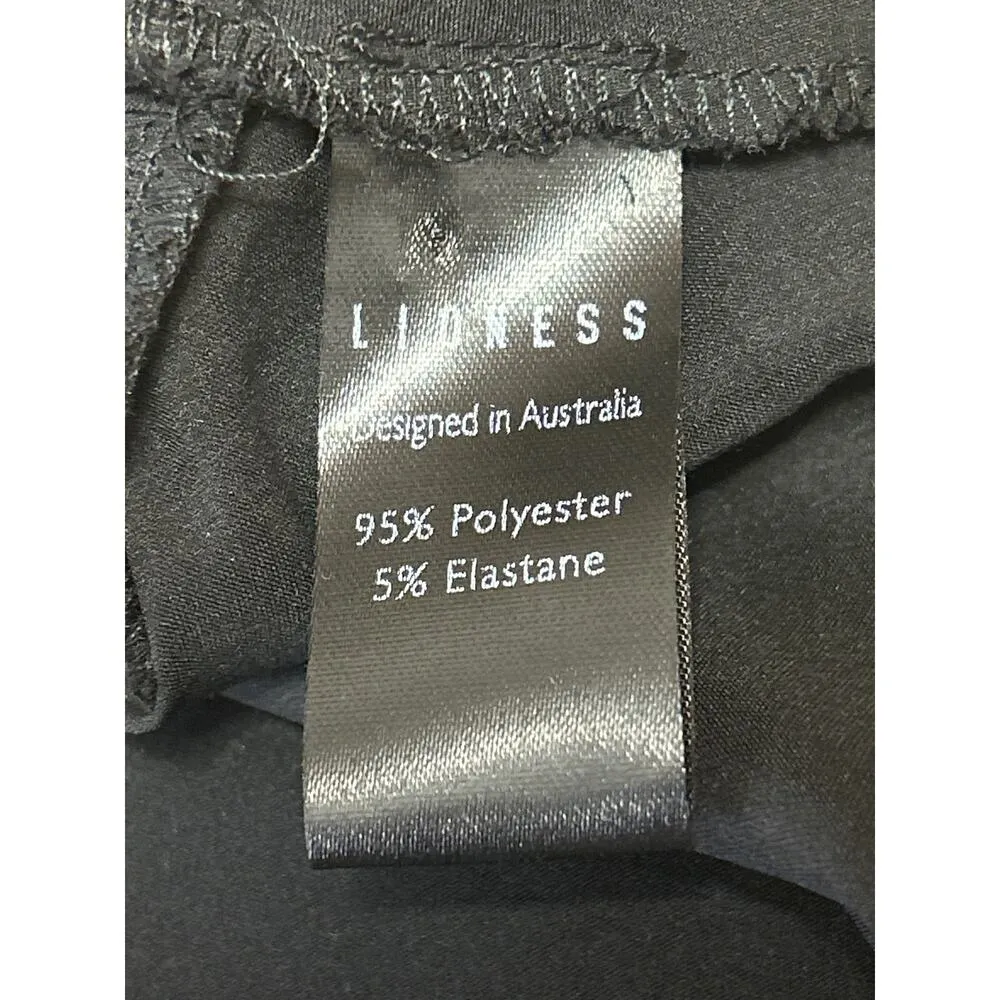 LIONESS
Designed in Australia
95% Polyester
5% Elastane